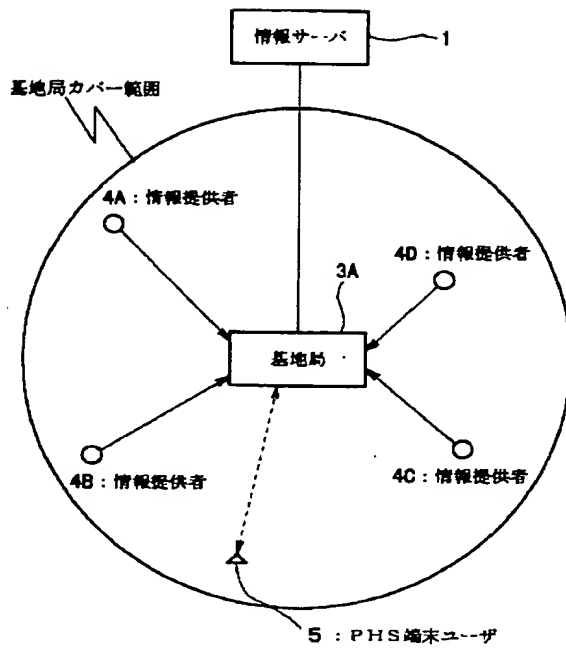 情報サーバ
1
基地局カバー範囲
4A:情報提供者
4D:情報提供者
3A
基地局
4B:情報提供者
4C:情報提供者
5:PHS端末ユーザ